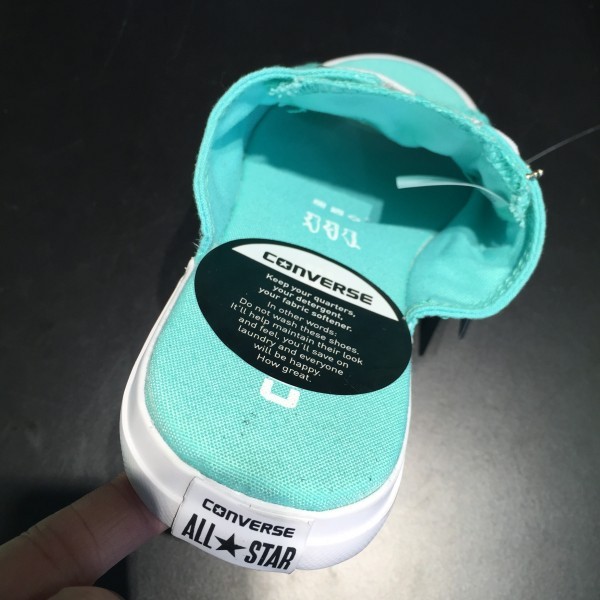 CONVERSE
Keep your quarters,
your detergent,
your fabric softener.
In other words:
Do not wash these shoes.
It'll help maintain their look
and feel, you'll save on
laundry and everyone
will be happy.
How great.
CONVERSE
ALL STAR